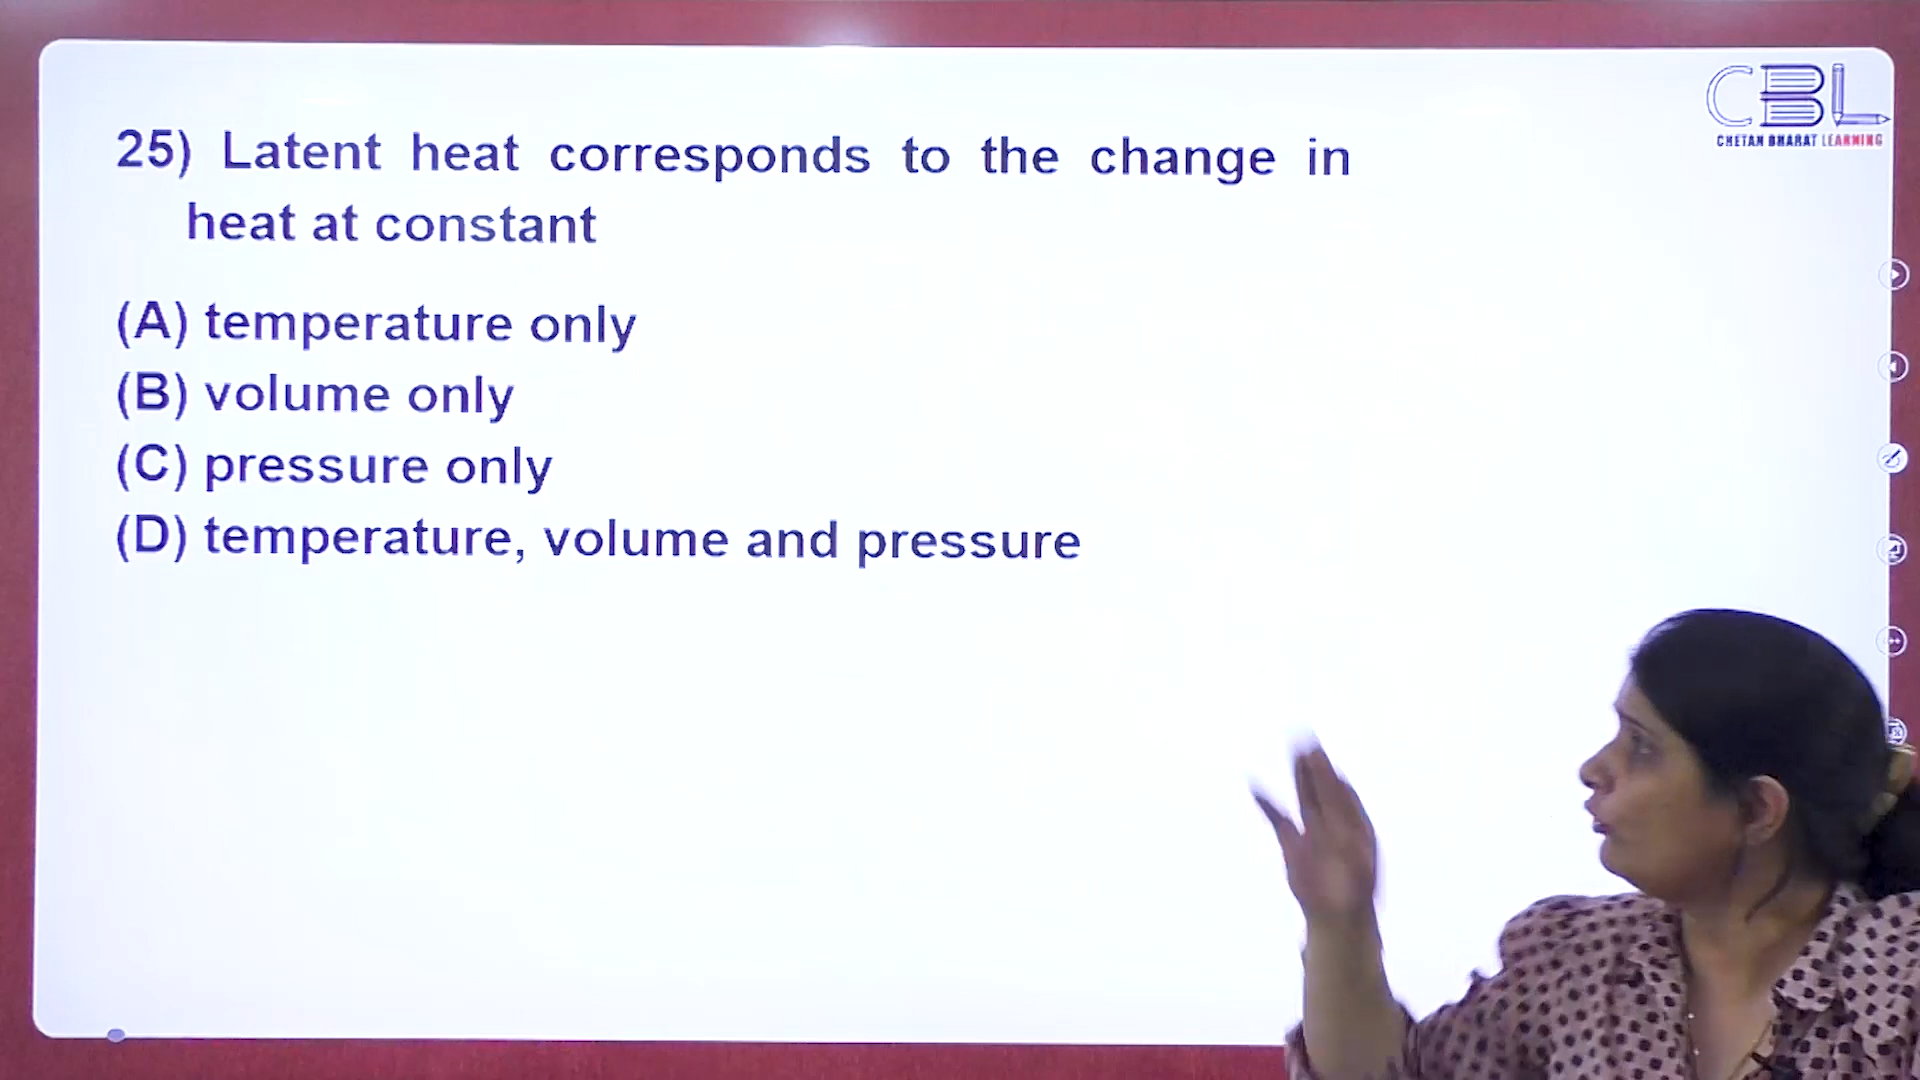 CBL
CHETAN BHARAT LEARNING
25) Latent heat corresponds to the change in
heat at constant
(A) temperature only
(B) volume only
(C) pressure only
(D) temperature, volume and pressure